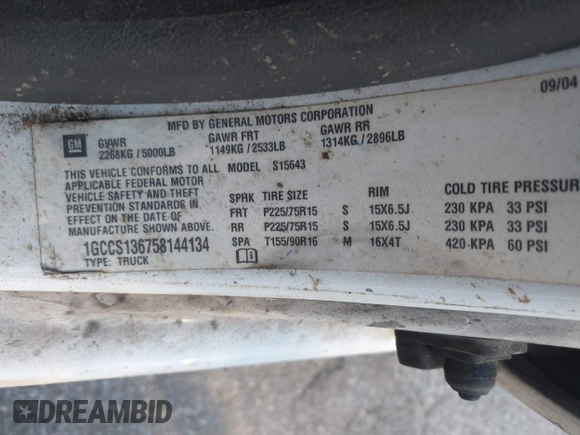 09/04
MFD BY GENERAL MOTORS CORPORATION
GM GVWR GAWR FRT GAWR RR
2268KG / 5000LB 1149KG / 2533LB 1314KG / 2896LB
THIS VEHICLE CONFORMS TO ALL MODEL S15643
APPLICABLE FEDERAL MOTOR
VEHICLE SAFETY AND THEFT
PREVENTION STANDARDS IN
EFFECT ON THE DATE OF
MANUFACTURE SHOWN ABOVE.
1GCCS136758144134
TYPE: TRUCK
SPRK TIRE SIZE RIM COLD TIRE PRESSUR
FRT P225/75R15 S 15X6.5J 230 KPA 33 PSI
RR P225/75R15 S 15X6.5J 230 KPA 33 PSI
SPA T155/90R16 M 16X4T 420 KPA 60 PSI
DREAMBID